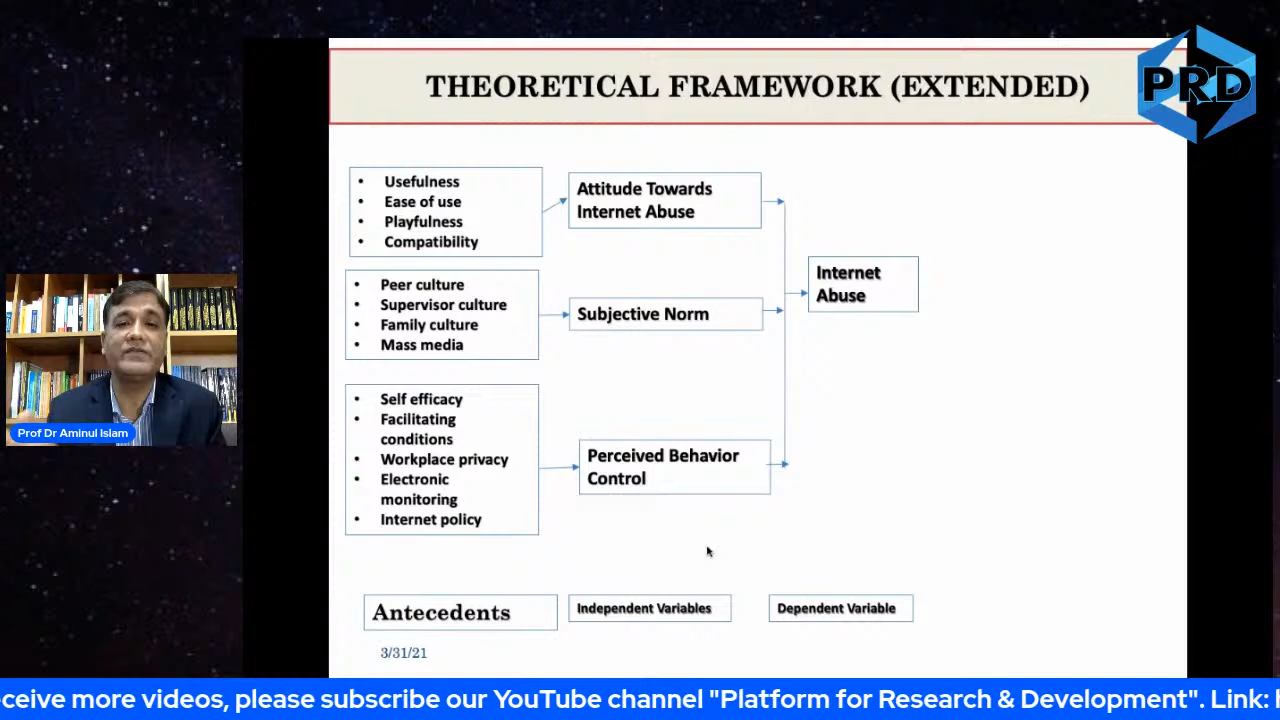 THEORETICAL FRAMEWORK (EXTENDED)
PRD
• Usefulness
• Ease of use
• Playfulness
• Compatibility
Attitude Towards
Internet Abuse
• Peer culture
• Supervisor culture
• Family culture
• Mass media
Subjective Norm
Internet
Abuse
• Self efficacy
• Facilitating
conditions
• Workplace privacy
• Electronic
monitoring
• Internet policy
Perceived Behavior
Control
Prof Dr Aminul Islam
Antecedents
Independent Variables
Dependent Variable
3/31/21
ceive more videos, please subscribe our YouTube channel "Platform for Research & Development". Link: